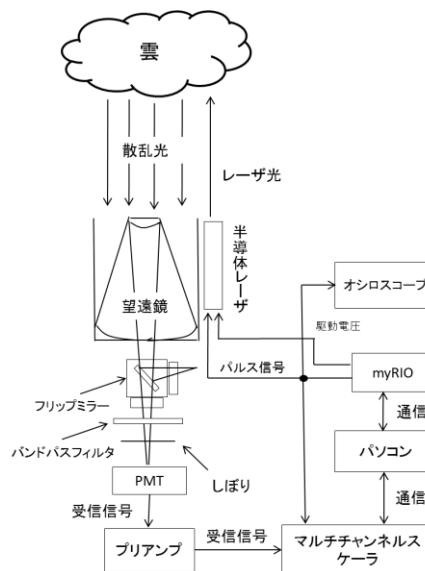 雲
散乱光
レーザ光
半導体レーザ
望遠鏡
オシロスコープ
駆動電圧
パルス信号
myRIO
フリップミラー
通信
バンドパスフィルタ
パソコン
しぼり
PMT
通信
受信信号
受信信号
プリアンプ
マルチチャンネルス
ケーラ